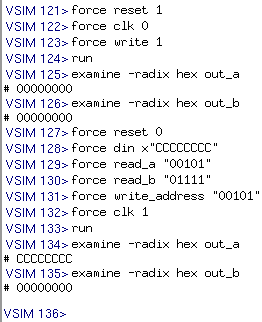 VSIM 121> force reset 1
VSIM 122> force clk 0
VSIM 123> force write 1
VSIM 124> run
VSIM 125> examine -radix hex out_a
# 00000000
VSIM 126> examine -radix hex out_b
# 00000000
VSIM 127> force reset 0
VSIM 128> force din x"CCCCCCCC"
VSIM 129> force read_a "00101"
VSIM 130> force read_b "01111"
VSIM 131> force write_address "00101"
VSIM 132> force clk 1
VSIM 133> run
VSIM 134> examine -radix hex out_a
# CCCCCCCC
VSIM 135> examine -radix hex out_b
# 00000000
VSIM 136>